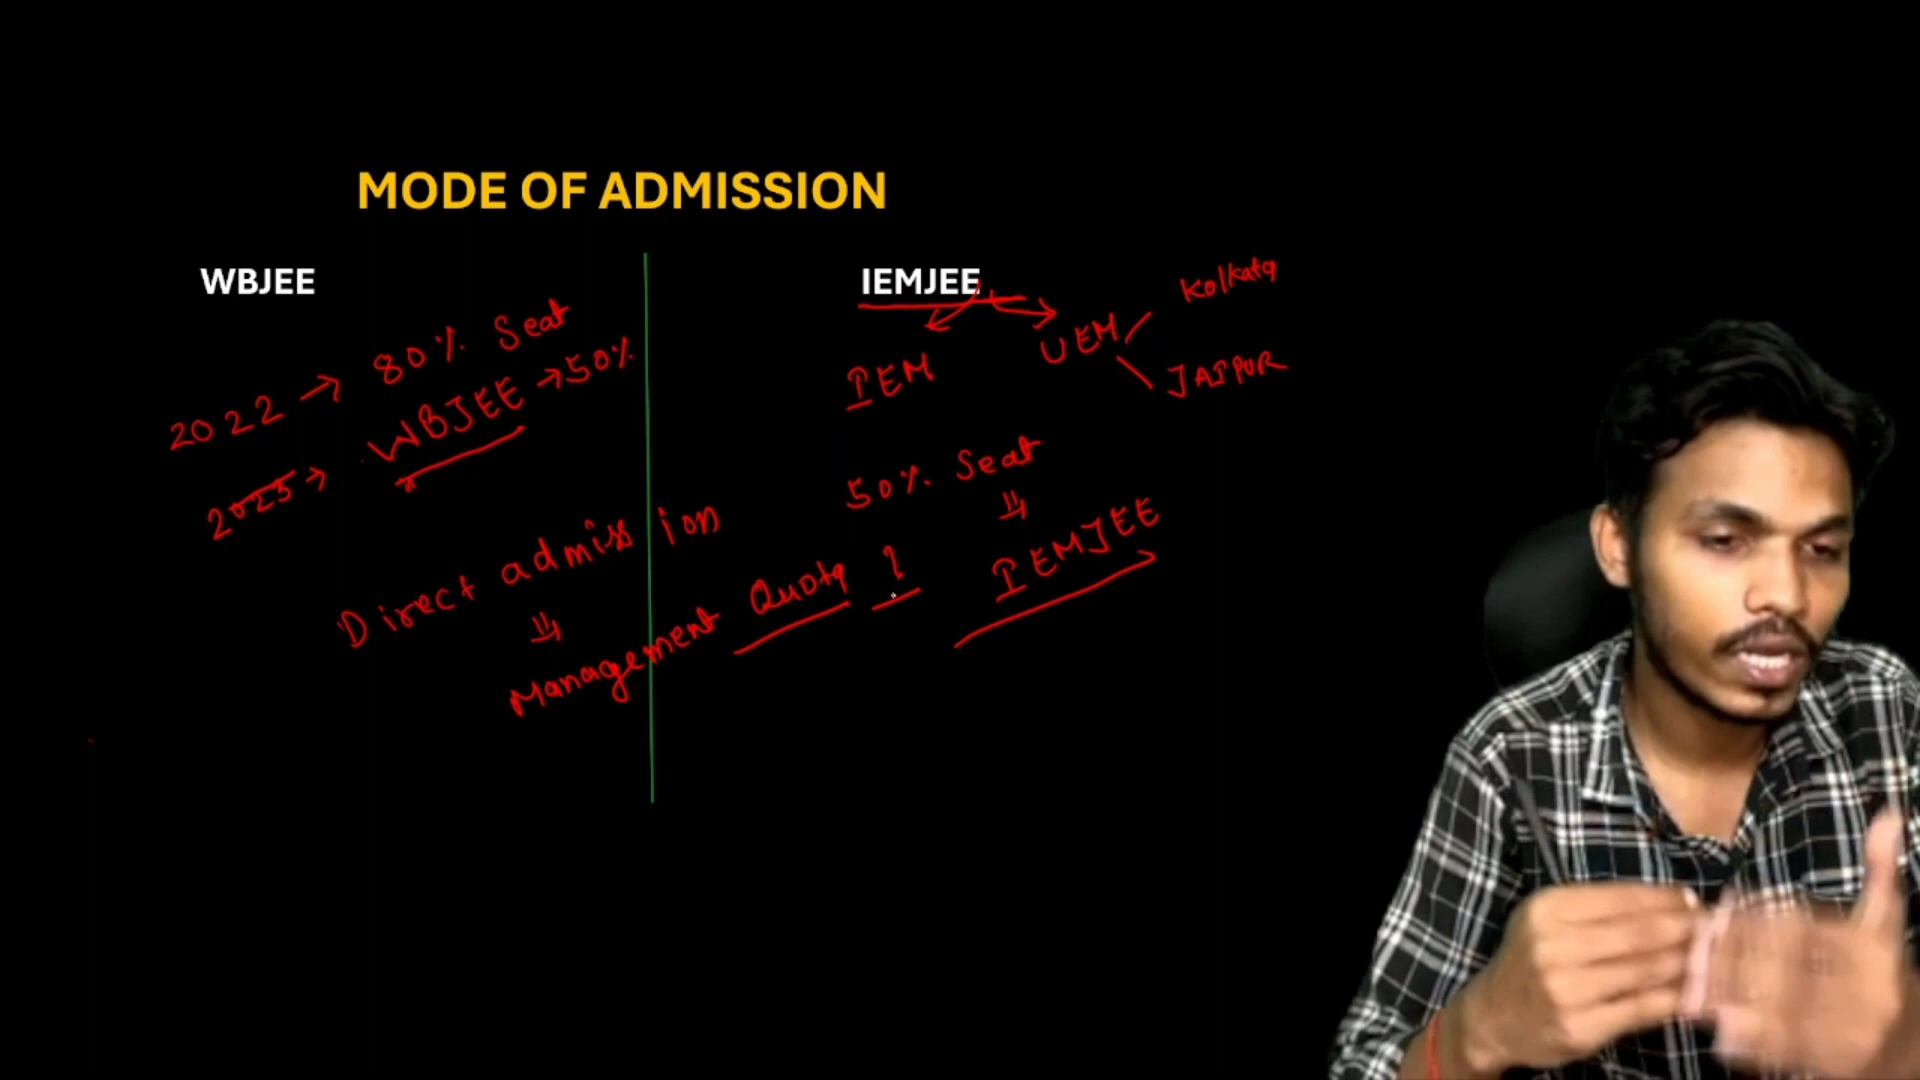 MODE OF ADMISSION
WBJEE
2022 → 80% Seat
2025 → WBJEE → 50%
IEMJEE
IEM
UEM
Kolkata
JAIPUR
50% Seat
IEMJEE
Direct admission
Management Quota ?